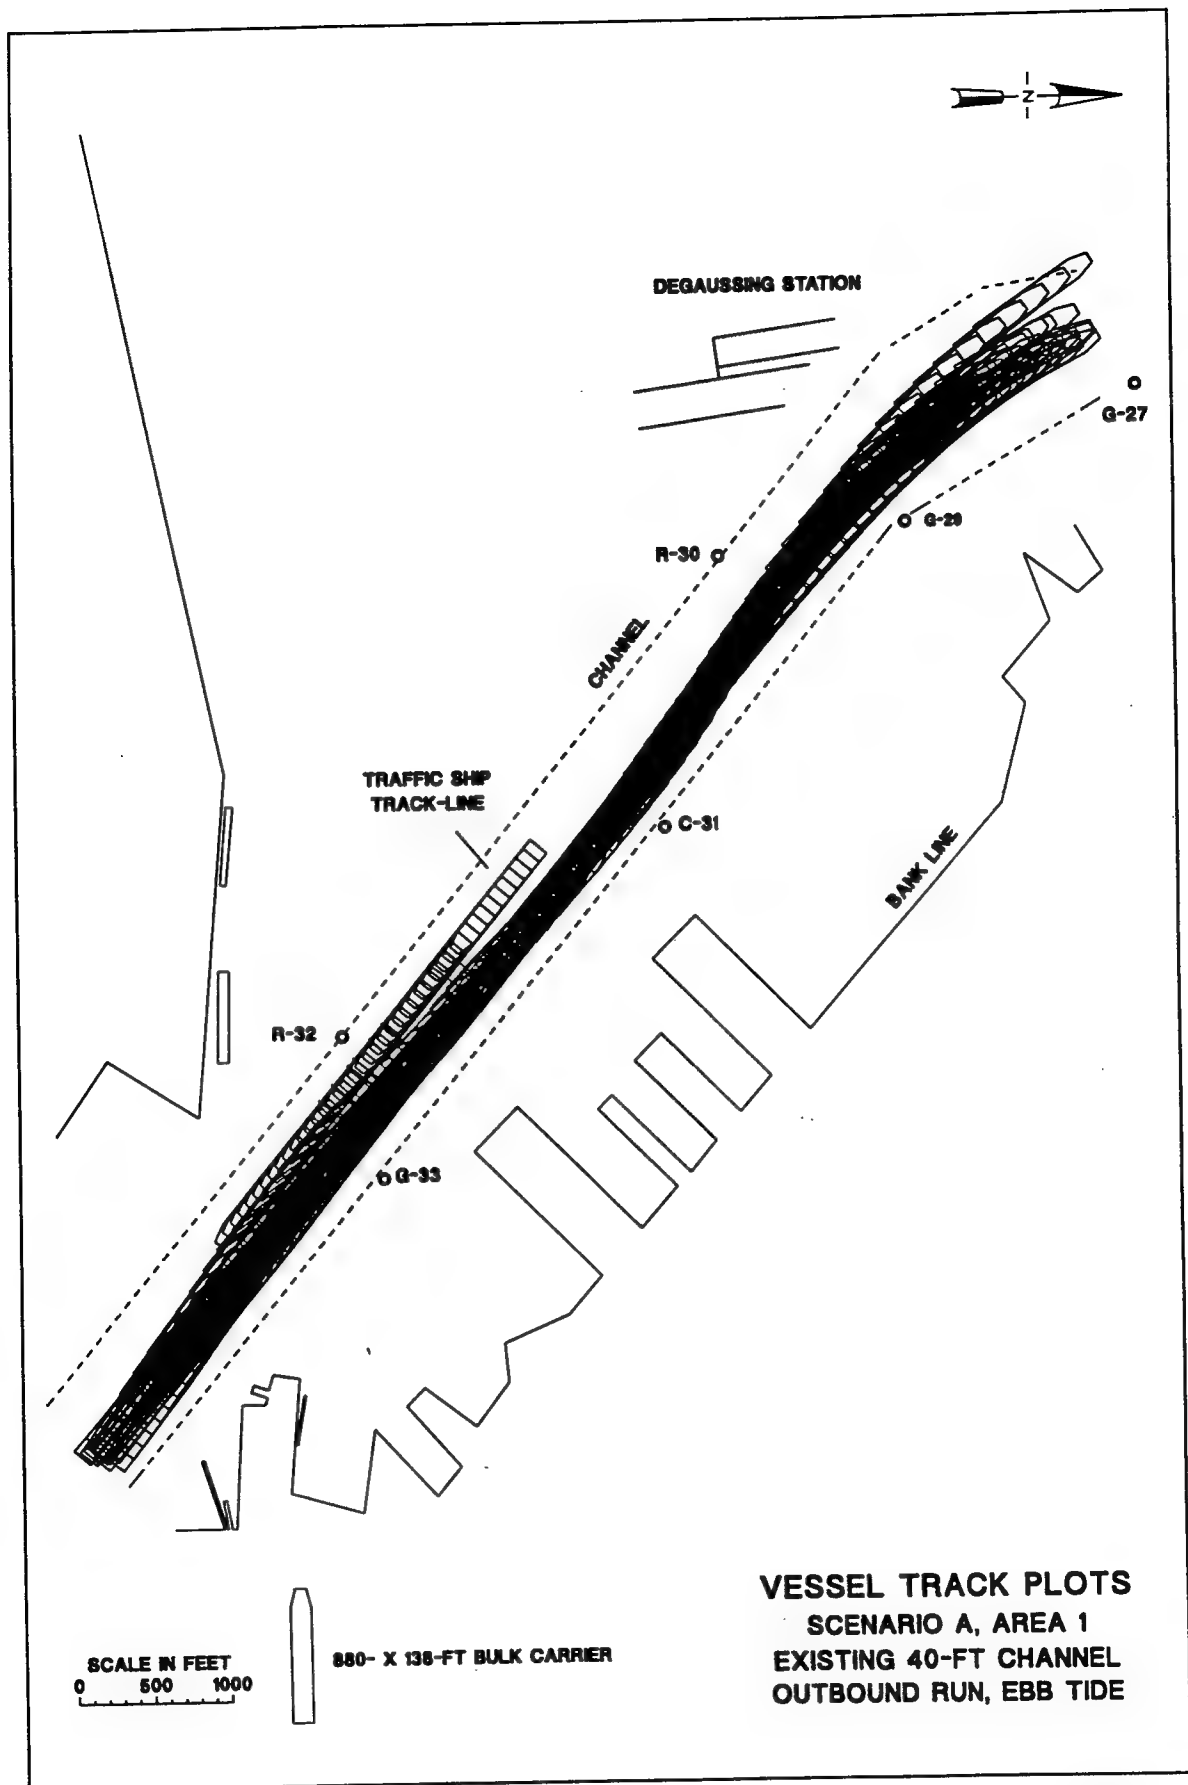 N
DEGAUSSING STATION
G-27
G-29
R-30
CHANNEL
TRAFFIC SHIP
TRACK-LINE
C-31
BANK LINE
R-32
G-33
VESSEL TRACK PLOTS
SCENARIO A, AREA 1
EXISTING 40-FT CHANNEL
OUTBOUND RUN, EBB TIDE
880- X 138-FT BULK CARRIER
SCALE IN FEET
0 500 1000